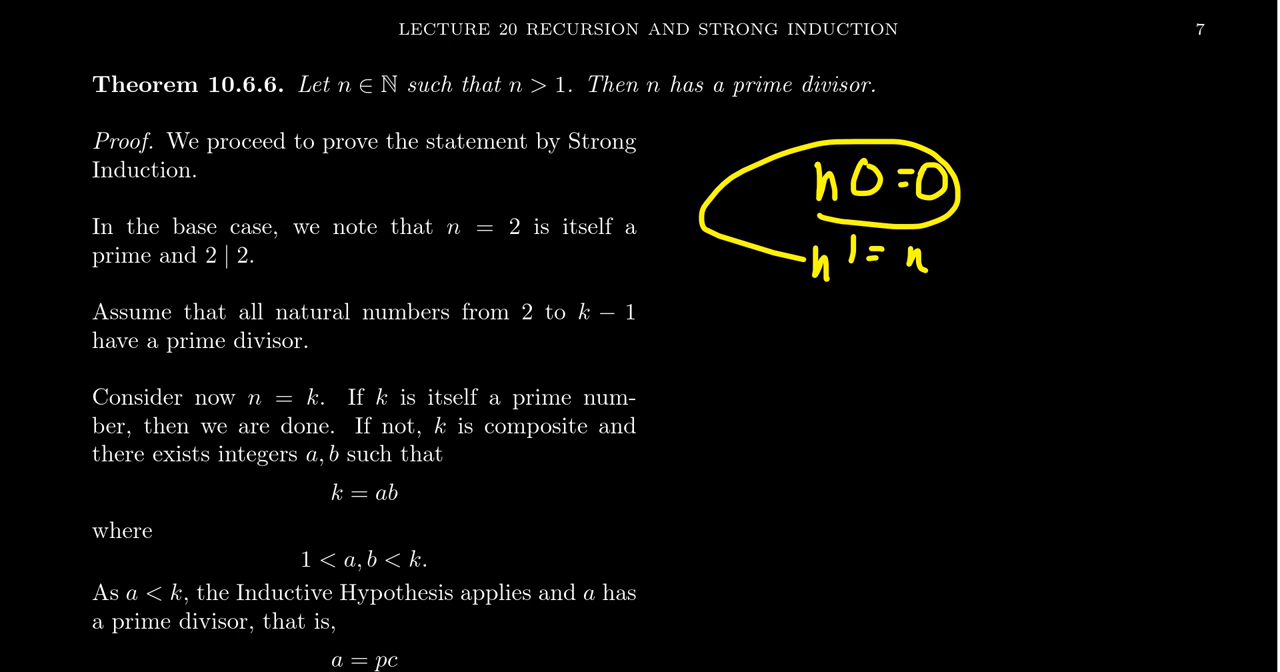 LECTURE 20 RECURSION AND STRONG INDUCTION 7
Theorem 10.6.6. Let n ∈ ℕ such that n > 1. Then n has a prime divisor.
Proof. We proceed to prove the statement by Strong
Induction.
In the base case, we note that n = 2 is itself a
prime and 2 | 2.
Assume that all natural numbers from 2 to k − 1
have a prime divisor.
Consider now n = k. If k is itself a prime num-
ber, then we are done. If not, k is composite and
there exists integers a, b such that
k = ab
where
1 < a, b < k.
As a < k, the Inductive Hypothesis applies and a has
a prime divisor, that is,
a = pc
n 0 = 0
n 1 = n